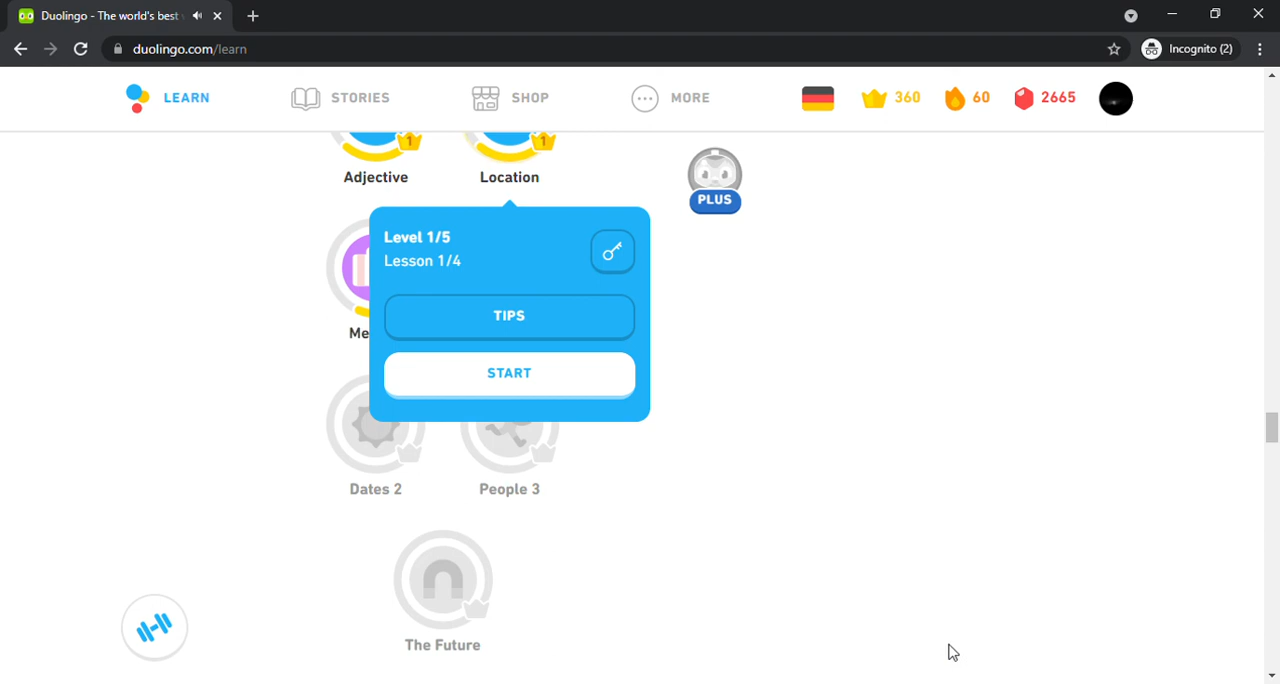 Duolingo - The world's best
duolingo.com/learn
Incognito (2)
LEARN
STORIES
SHOP
MORE
360
60
2665
1
1
Adjective
Location
PLUS
Level 1/5
Lesson 1/4
TIPS
START
Me
Dates 2
People 3
The Future